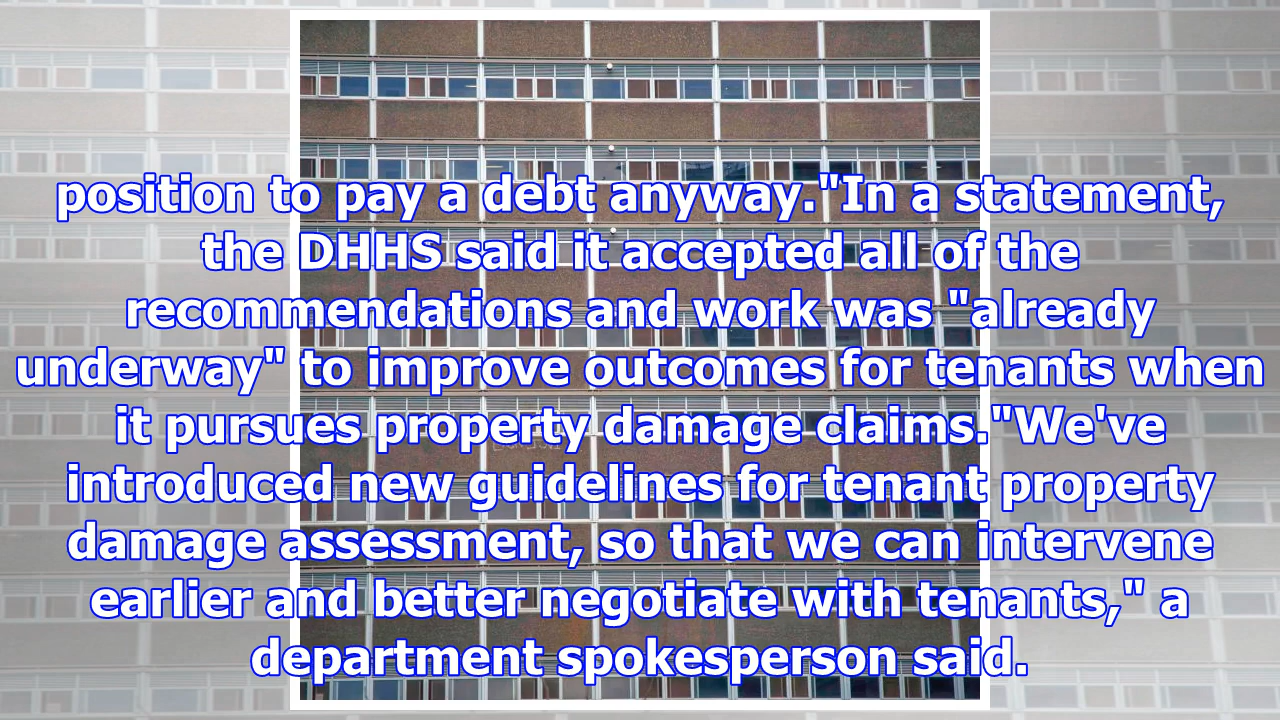 position to pay a debt anyway."In a statement,
the DHHS said it accepted all of the
recommendations and work was "already
underway" to improve outcomes for tenants when
it pursues property damage claims."We've
introduced new guidelines for tenant property
damage assessment, so that we can intervene
earlier and better negotiate with tenants," a
department spokesperson said.